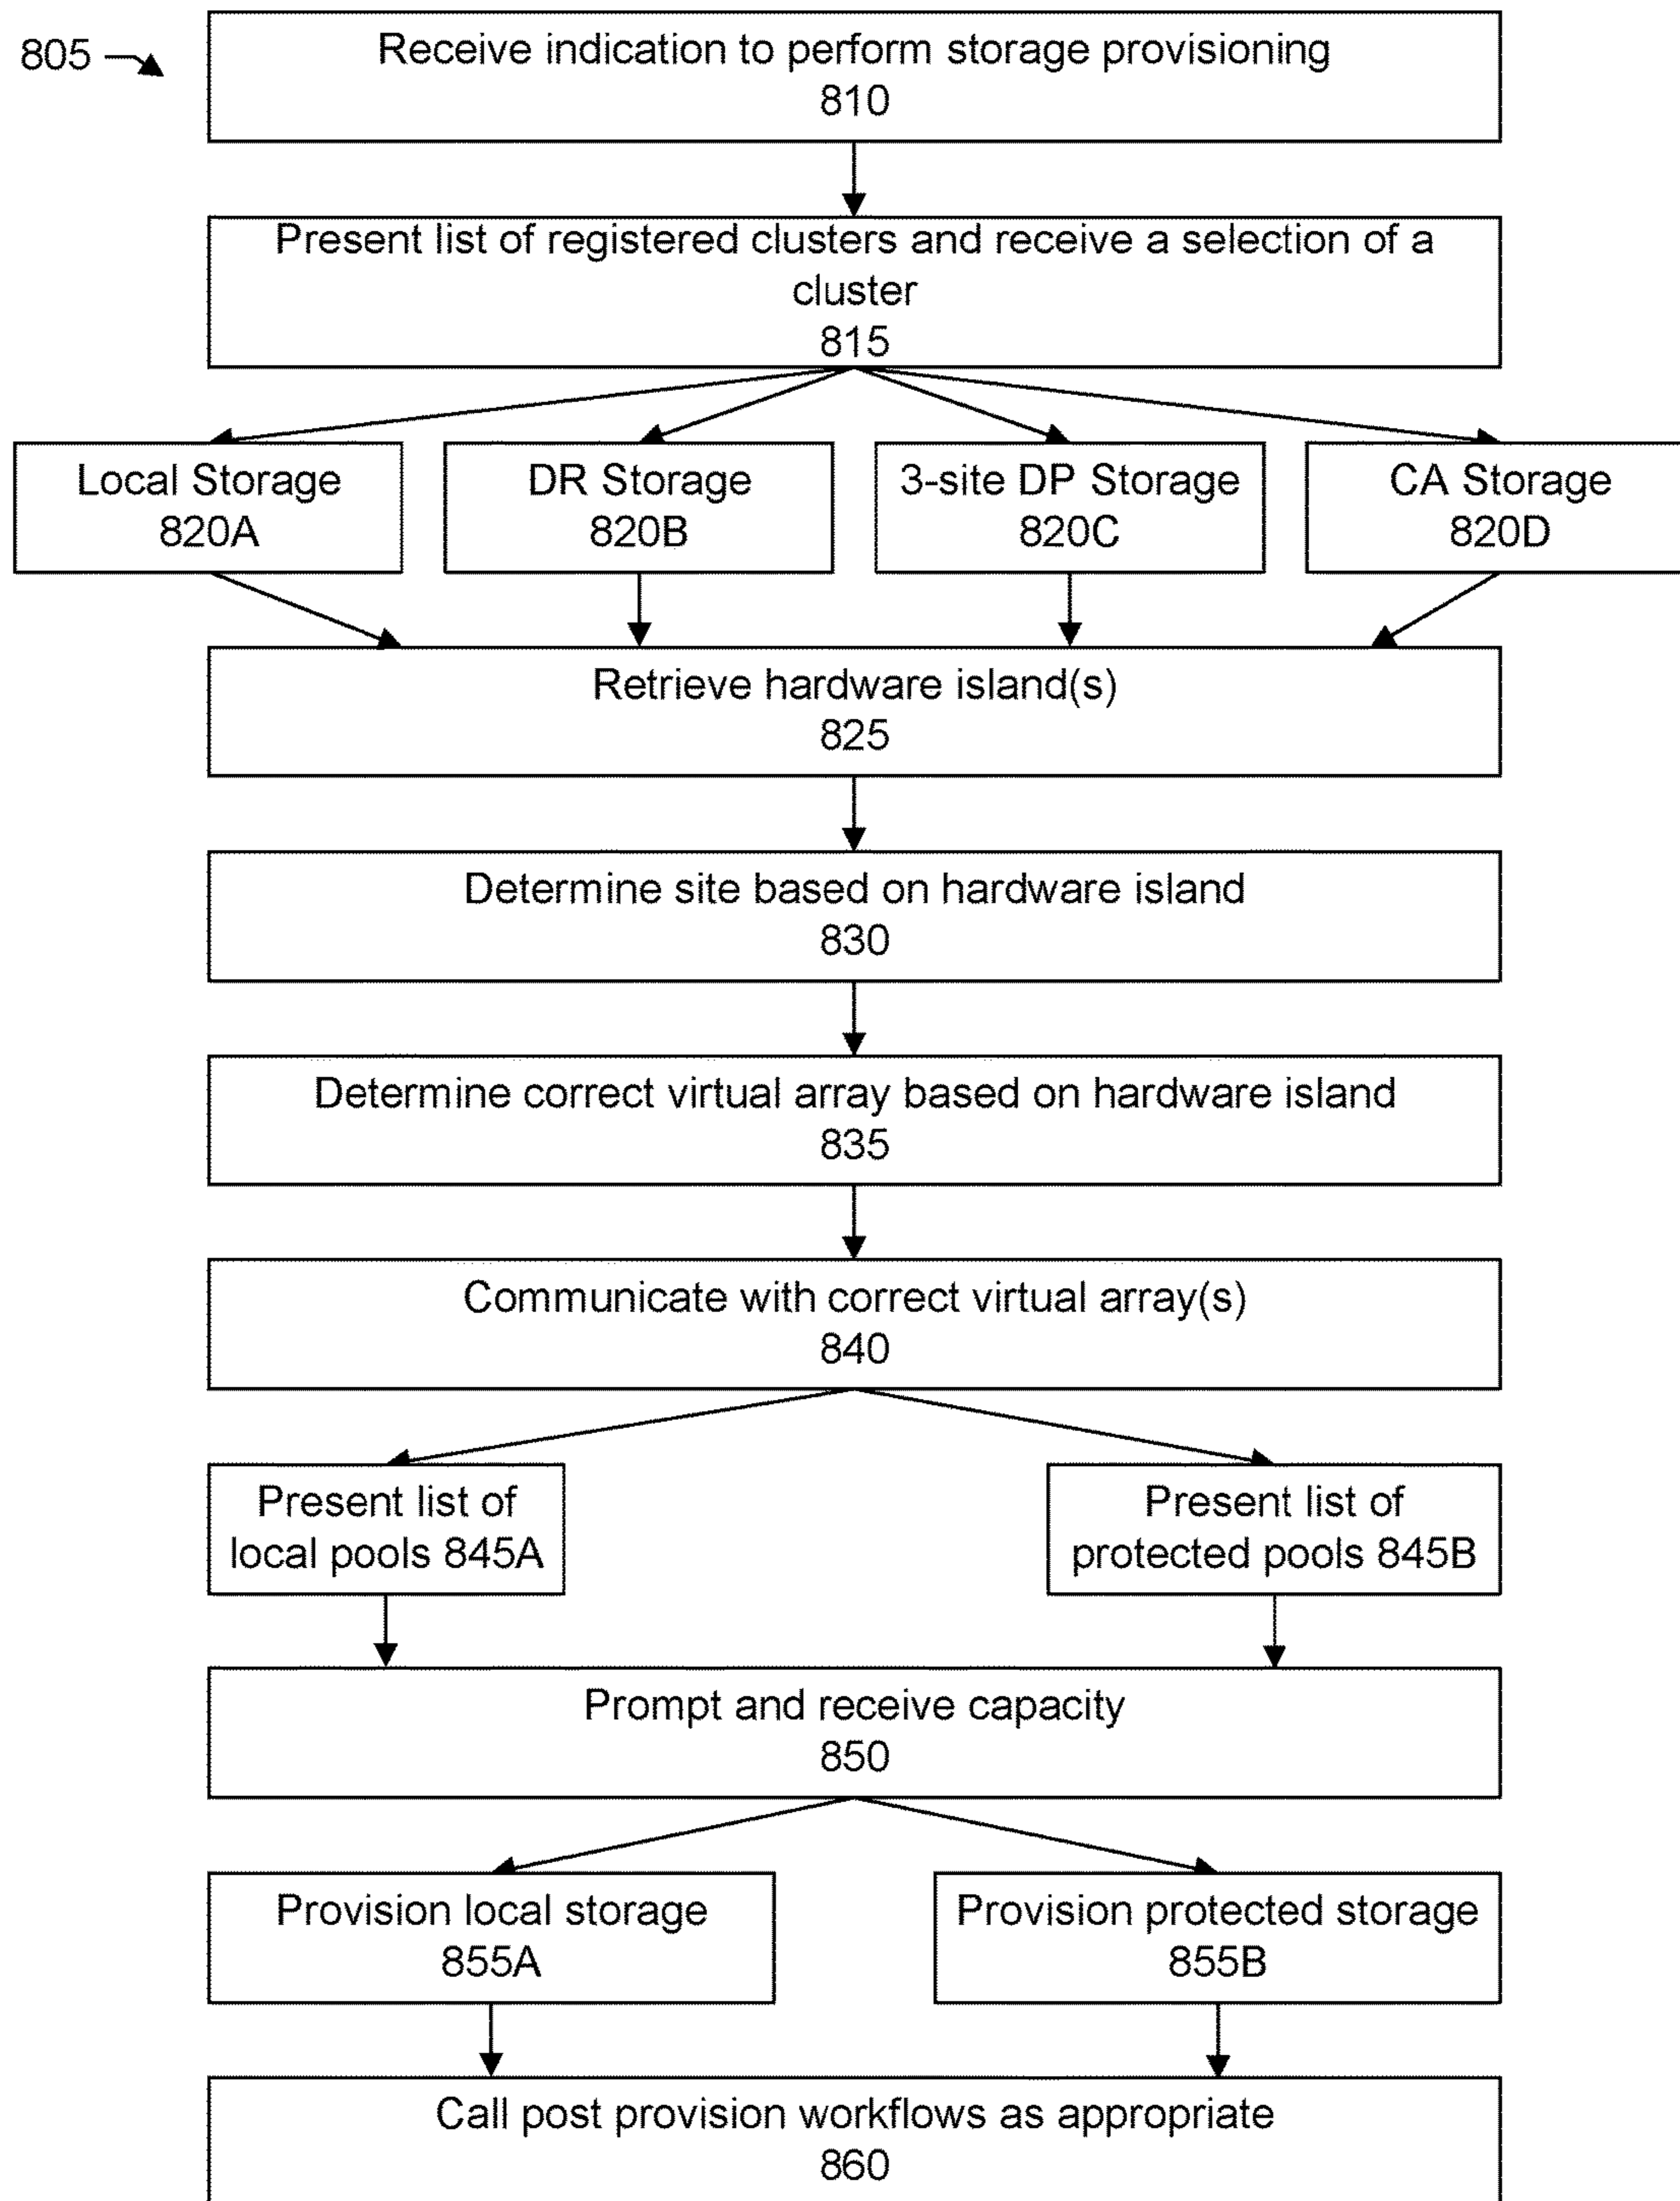 805
Receive indication to perform storage provisioning
810
Present list of registered clusters and receive a selection of a
cluster
815
Local Storage
820A
DR Storage
820B
3-site DP Storage
820C
CA Storage
820D
Retrieve hardware island(s)
825
Determine site based on hardware island
830
Determine correct virtual array based on hardware island
835
Communicate with correct virtual array(s)
840
Present list of
local pools 845A
Present list of
protected pools 845B
Prompt and receive capacity
850
Provision local storage
855A
Provision protected storage
855B
Call post provision workflows as appropriate
860